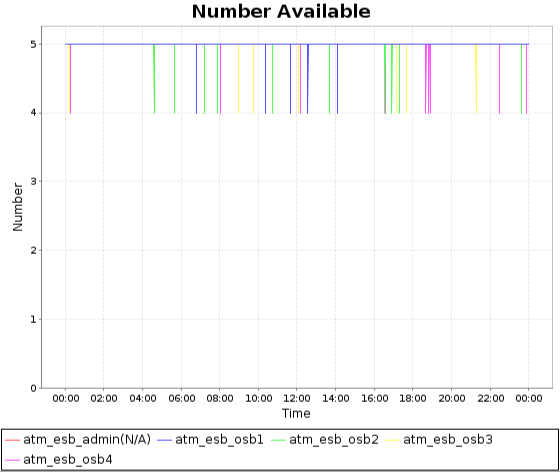 Number Available
Number
5
4
3
2
1
0
00:00 02:00 04:00 06:00 08:00 10:00 12:00 14:00 16:00 18:00 20:00 22:00 00:00
Time
atm_esb_admin(N/A) atm_esb_osb1 atm_esb_osb2 atm_esb_osb3
atm_esb_osb4